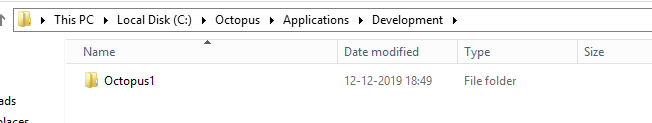 This PC Local Disk (C:) Octopus Applications Development
Name Date modified Type Size
Octopus1 12-12-2019 18:49 File folder
ads